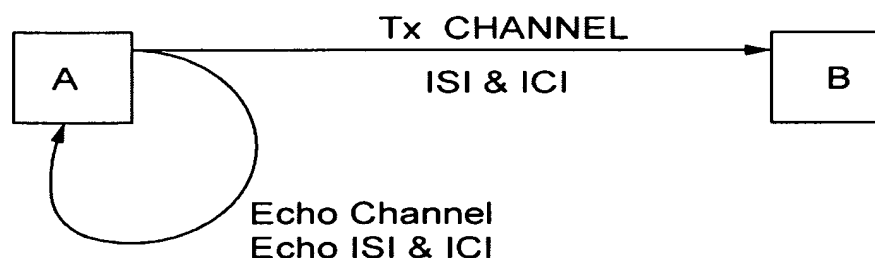 Tx CHANNEL
A
ISI & ICI
B
Echo Channel
Echo ISI & ICI